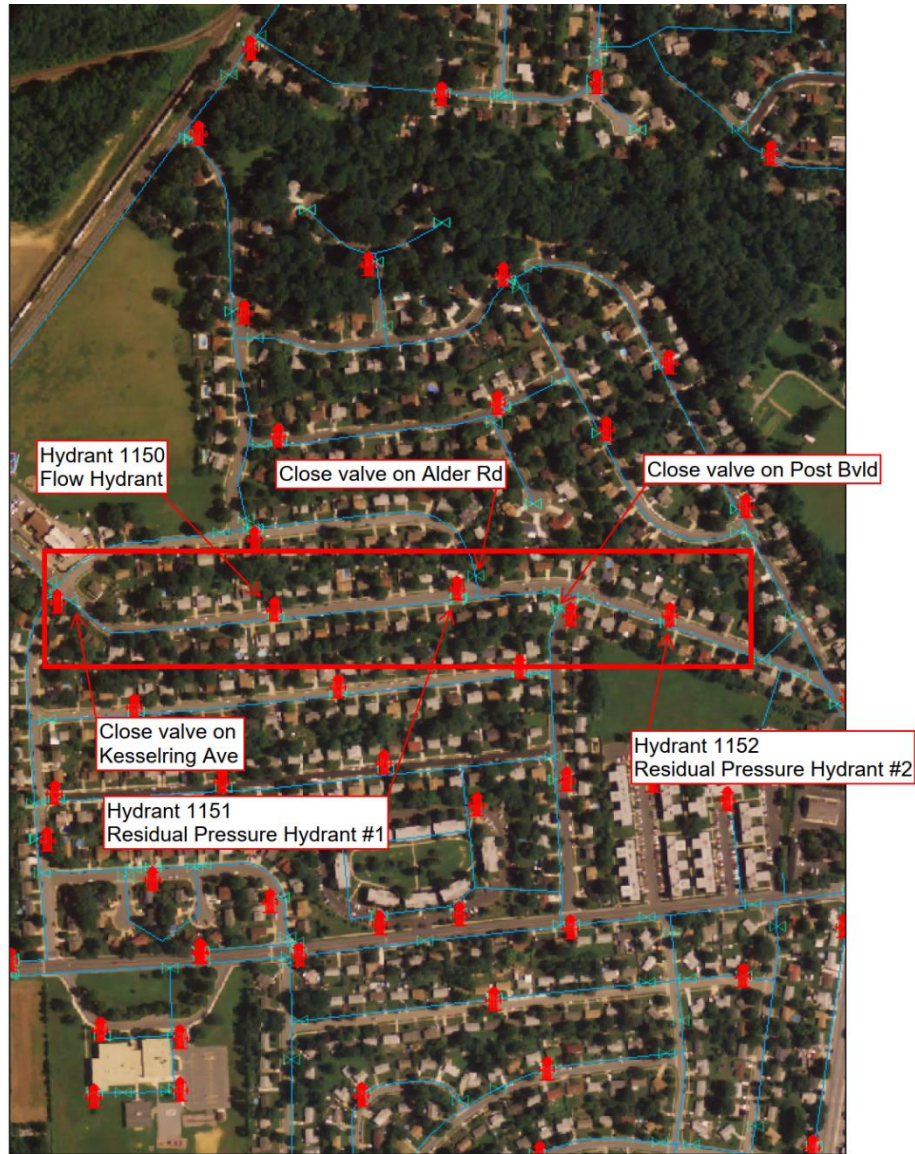 Hydrant 1150
Flow Hydrant
Close valve on Alder Rd
Close valve on Post Bvld
Close valve on
Kesselring Ave
Hydrant 1152
Residual Pressure Hydrant #2
Hydrant 1151
Residual Pressure Hydrant #1